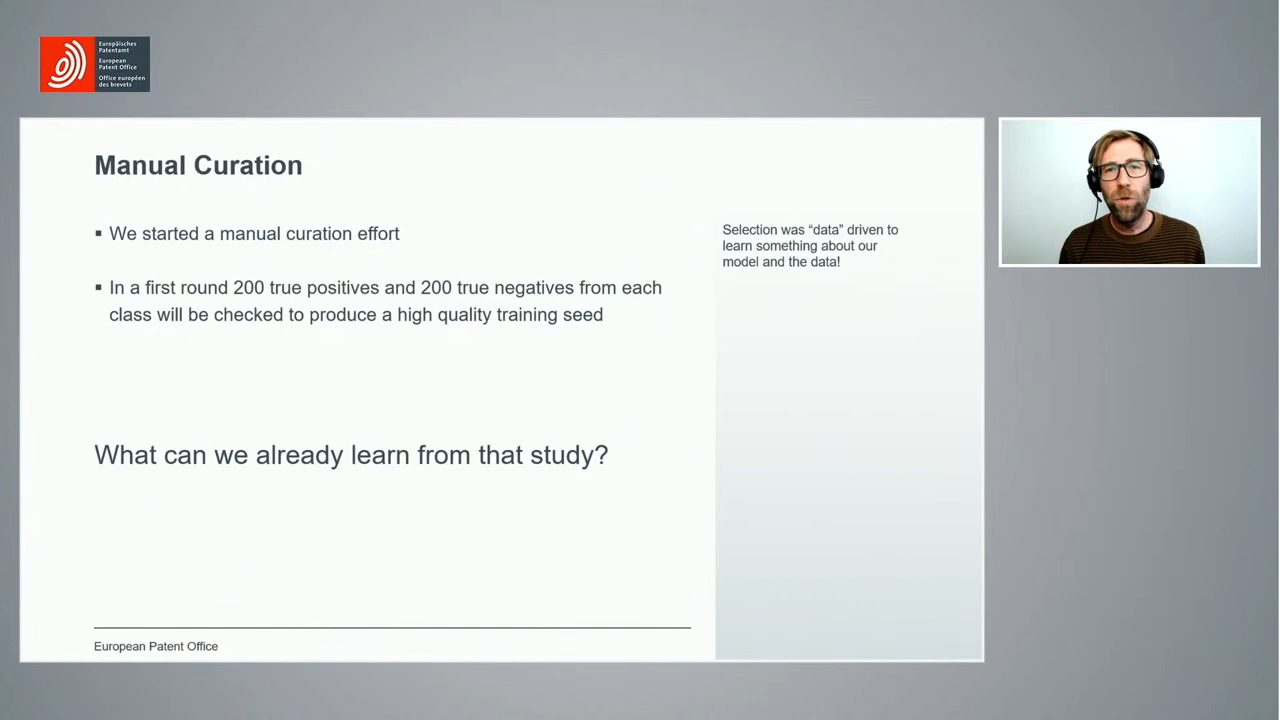 Europäisches
Patentamt
European
Patent Office
Office européen
des brevets
Manual Curation
▪ We started a manual curation effort
▪ In a first round 200 true positives and 200 true negatives from each
class will be checked to produce a high quality training seed
What can we already learn from that study?
European Patent Office
Selection was “data” driven to
learn something about our
model and the data!